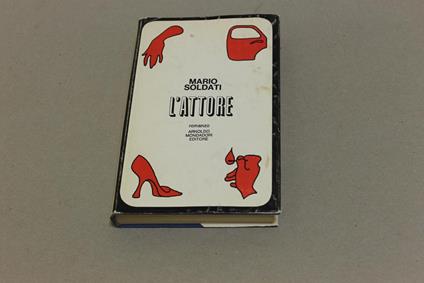 MARIO
SOLDATI
L'ATTORE
romanzo
ARNOLDO
MONDADORI
EDITORE